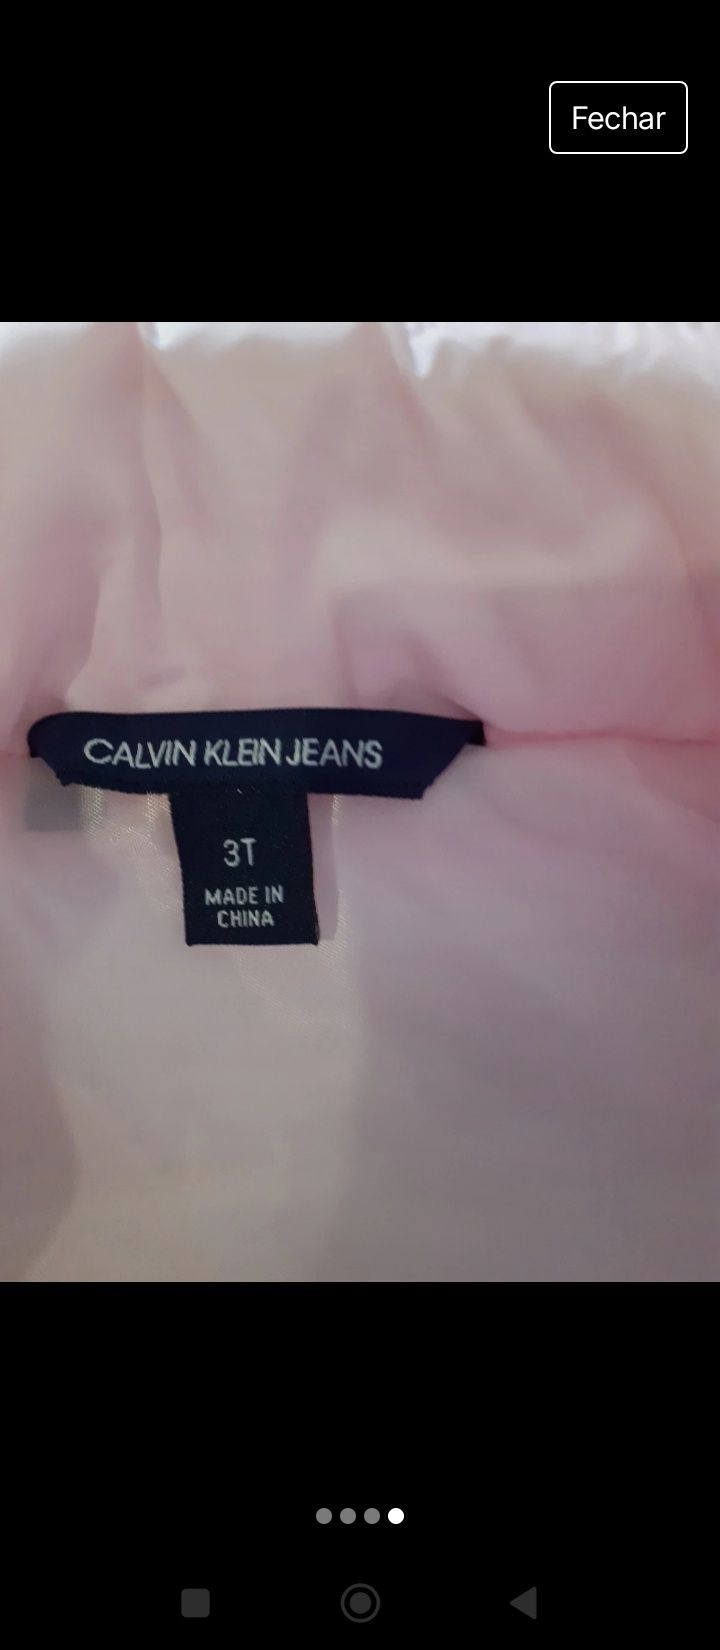 Fechar
CALVIN KLEIN JEANS
3T
MADE IN
CHINA